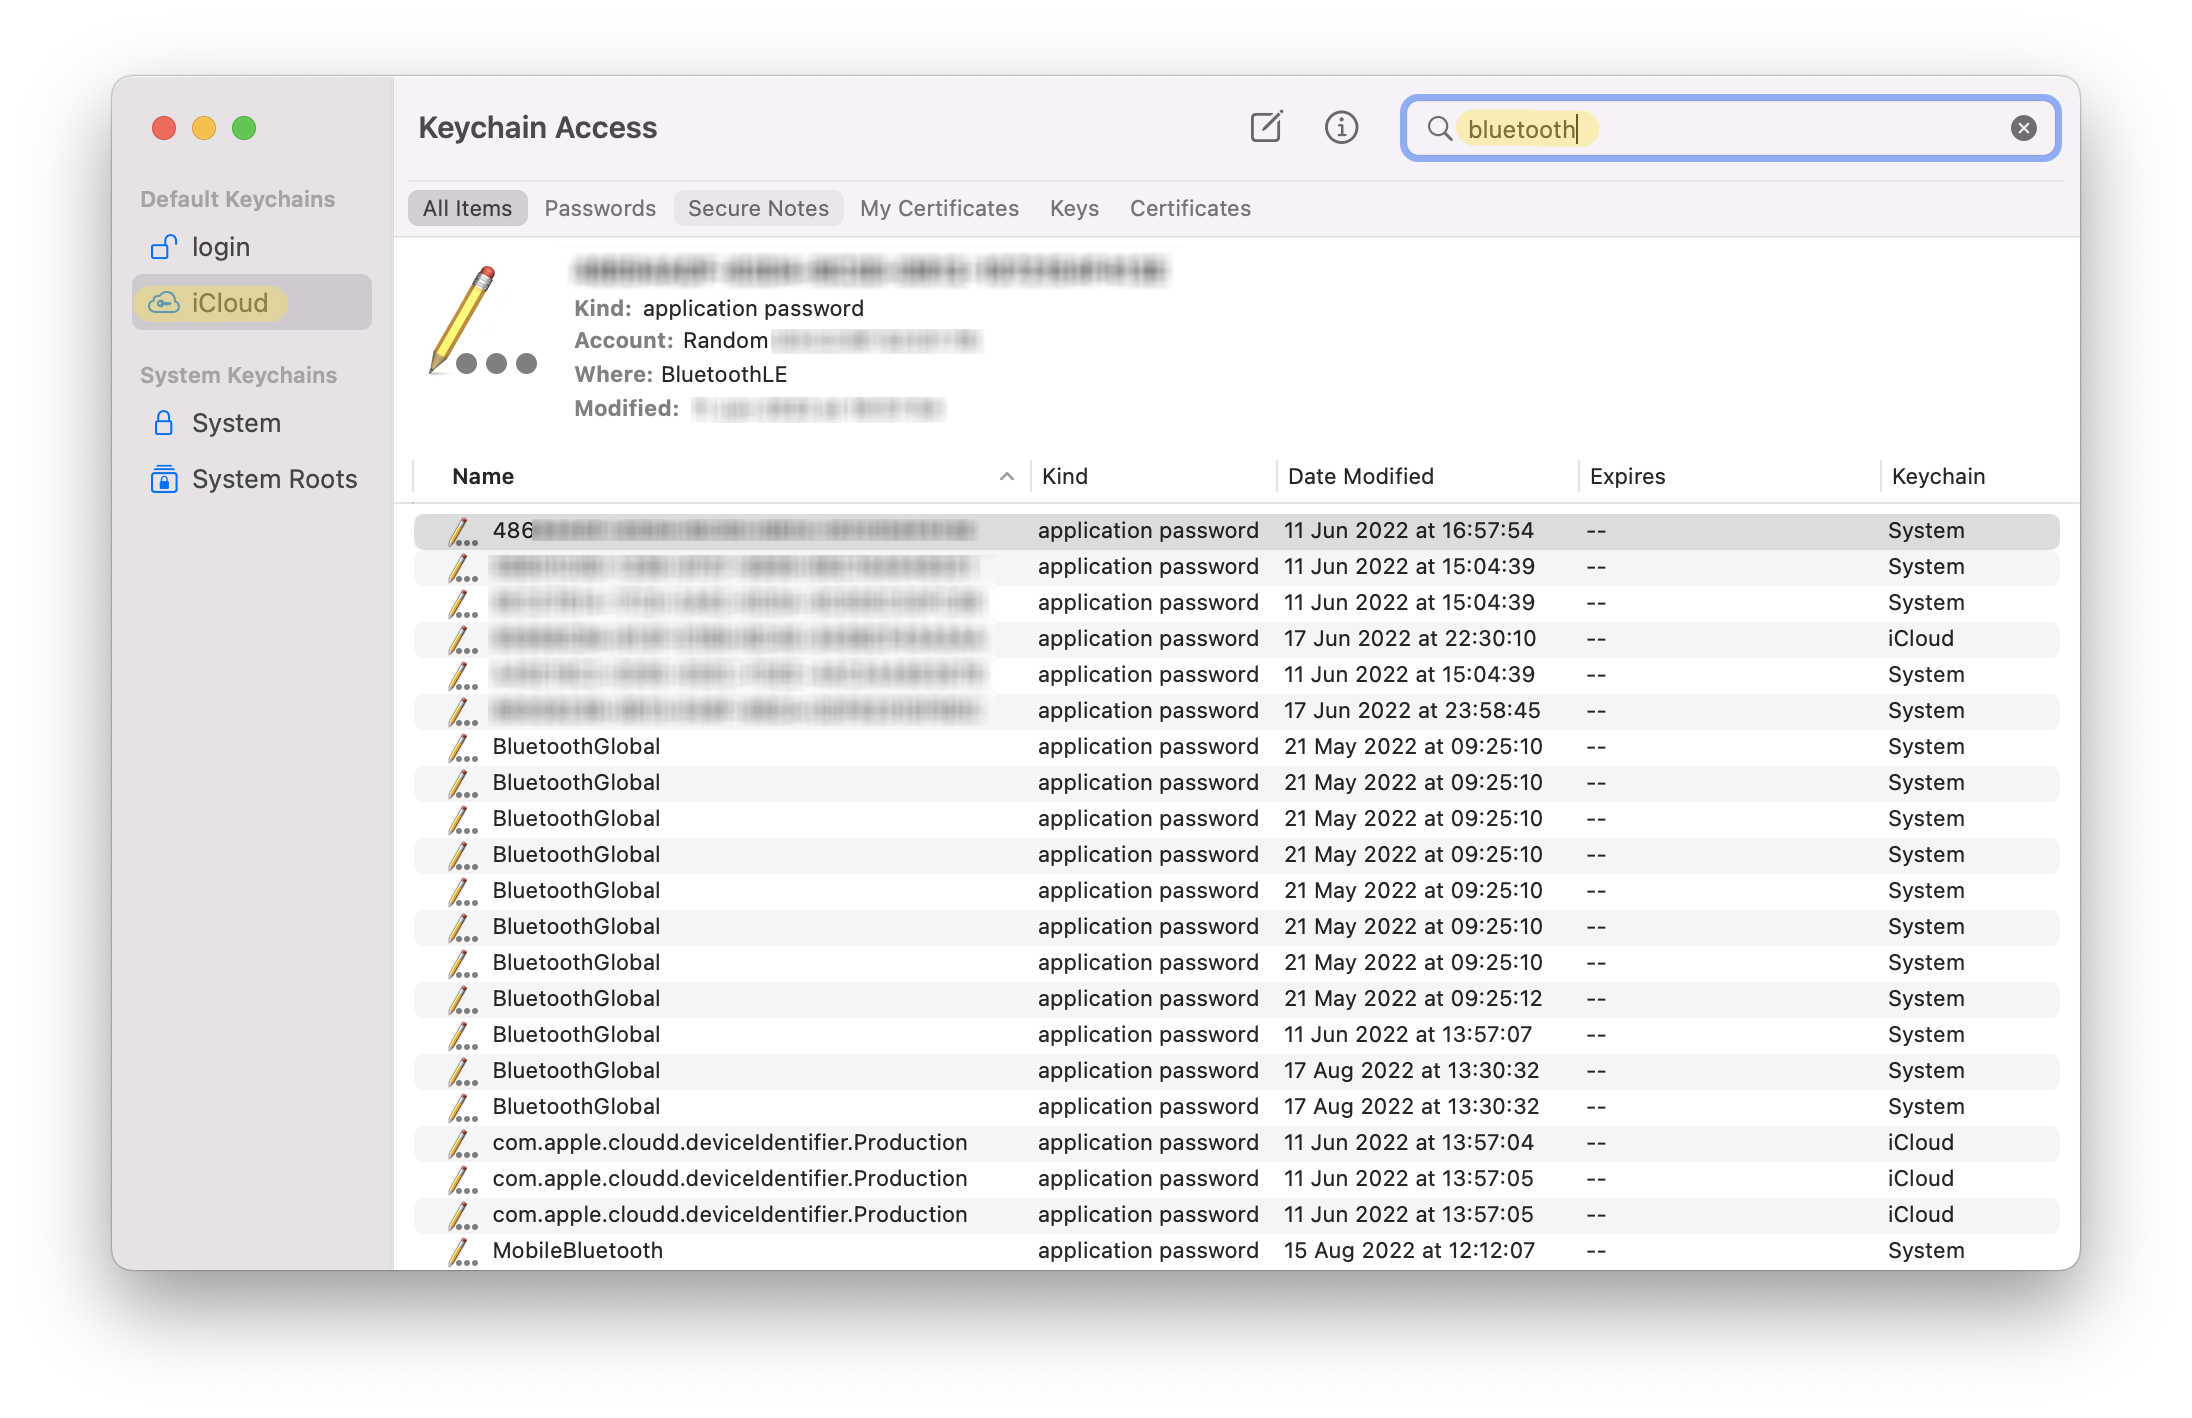 Keychain Access
bluetooth
Default Keychains
login
iCloud
System Keychains
System
System Roots
All Items Passwords Secure Notes My Certificates Keys Certificates
Kind: application password
Account: Random
Where: BluetoothLE
Modified:
Name Kind Date Modified Expires Keychain
486 application password 11 Jun 2022 at 16:57:54 -- System
application password 11 Jun 2022 at 15:04:39 -- System
application password 11 Jun 2022 at 15:04:39 -- System
application password 17 Jun 2022 at 22:30:10 -- iCloud
application password 11 Jun 2022 at 15:04:39 -- System
application password 17 Jun 2022 at 23:58:45 -- System
BluetoothGlobal application password 21 May 2022 at 09:25:10 -- System
BluetoothGlobal application password 21 May 2022 at 09:25:10 -- System
BluetoothGlobal application password 21 May 2022 at 09:25:10 -- System
BluetoothGlobal application password 21 May 2022 at 09:25:10 -- System
BluetoothGlobal application password 21 May 2022 at 09:25:10 -- System
BluetoothGlobal application password 21 May 2022 at 09:25:10 -- System
BluetoothGlobal application password 21 May 2022 at 09:25:10 -- System
BluetoothGlobal application password 21 May 2022 at 09:25:12 -- System
BluetoothGlobal application password 11 Jun 2022 at 13:57:07 -- System
BluetoothGlobal application password 17 Aug 2022 at 13:30:32 -- System
BluetoothGlobal application password 17 Aug 2022 at 13:30:32 -- System
com.apple.cloudd.deviceIdentifier.Production application password 11 Jun 2022 at 13:57:04 -- iCloud
com.apple.cloudd.deviceIdentifier.Production application password 11 Jun 2022 at 13:57:05 -- iCloud
com.apple.cloudd.deviceIdentifier.Production application password 11 Jun 2022 at 13:57:05 -- iCloud
MobileBluetooth application password 15 Aug 2022 at 12:12:07 -- System